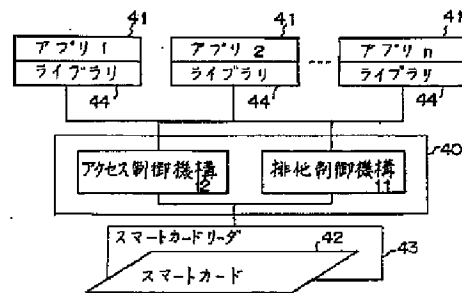 41 41 41
アプリ 1 アプリ 2 アプリ n
ライブラリ ライブラリ ライブラリ
44 44 44
40
アクセス制御機構 排他制御機構
12 11
スマートカードリーダ 42 43
スマートカード